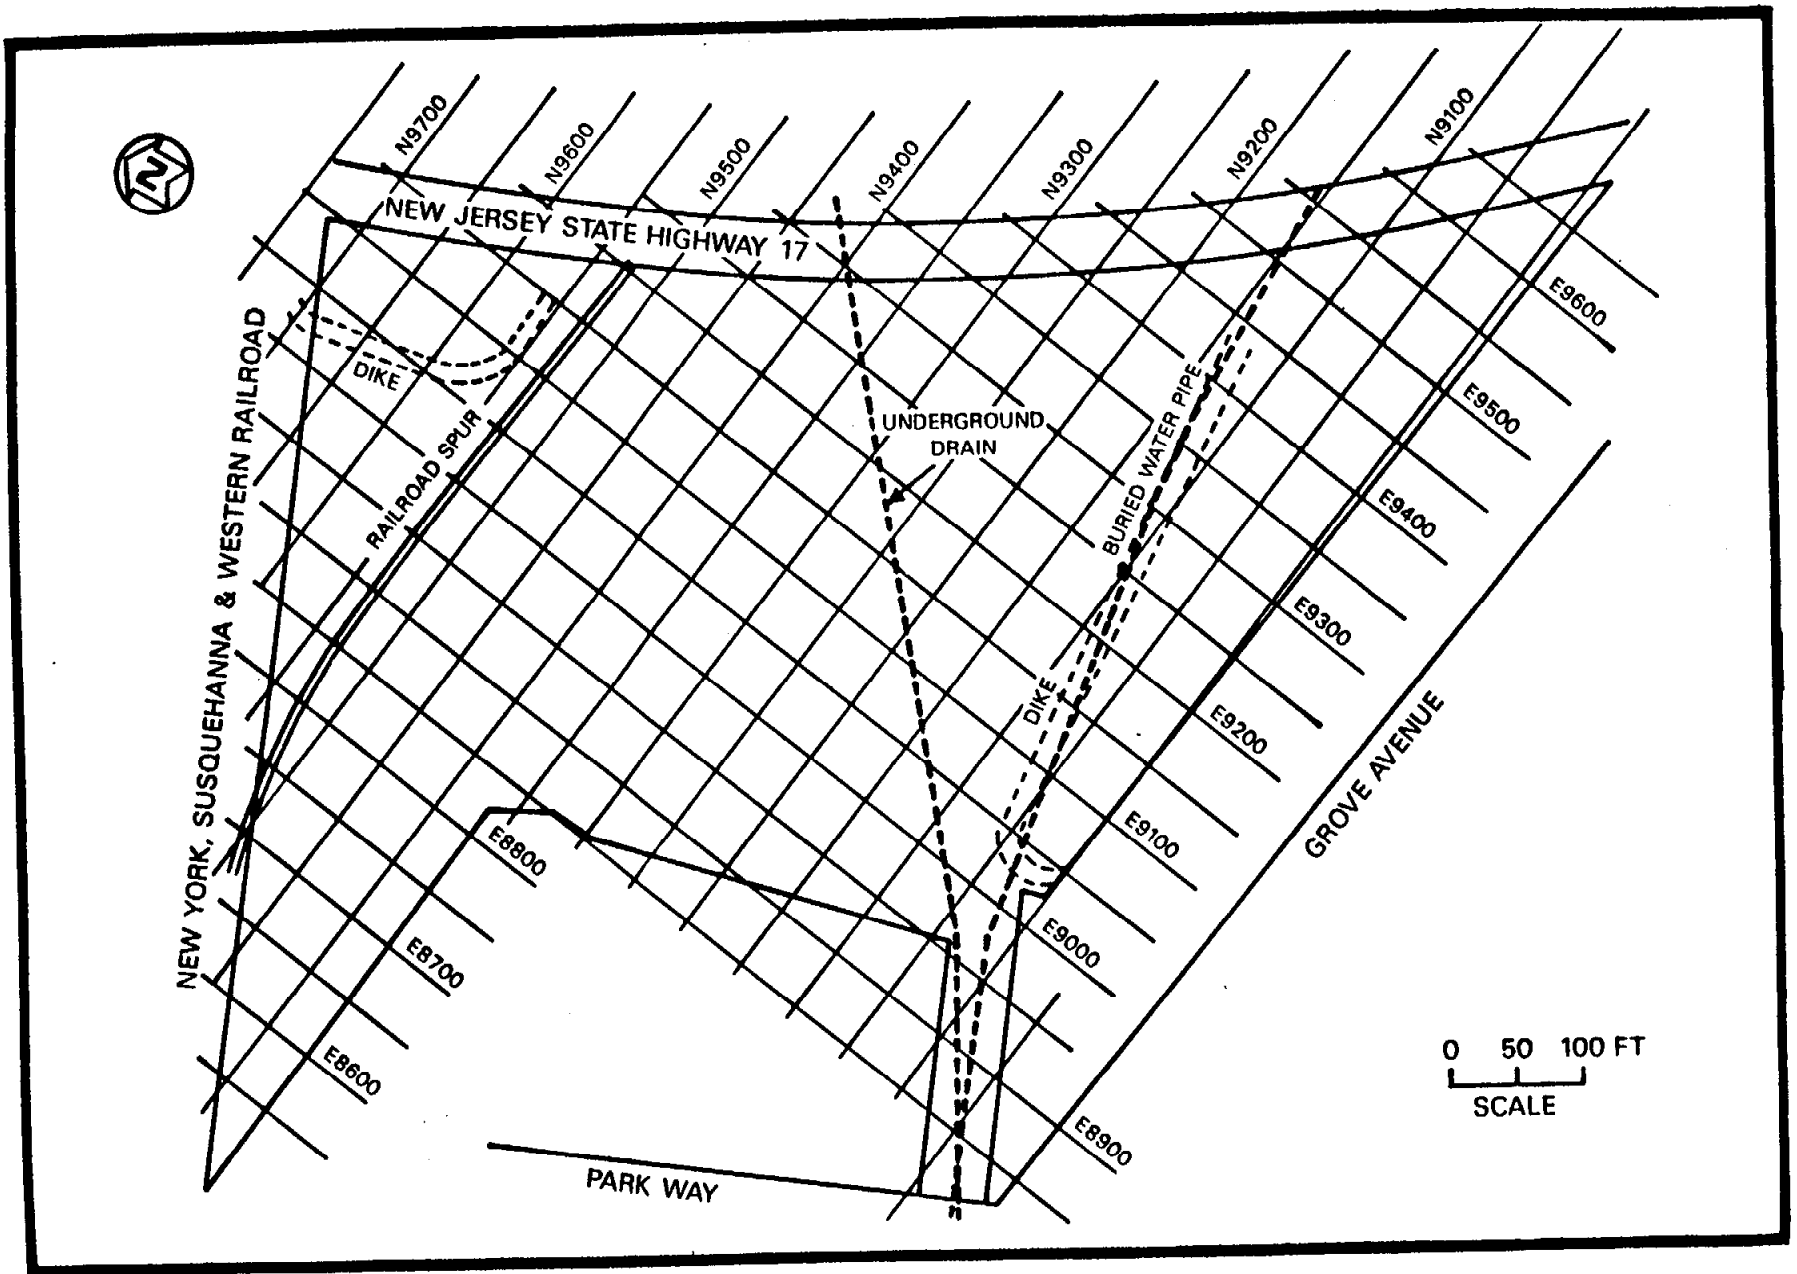 N
N9700
N9600
N9500
N9400
N9300
N9200
N9100
NEW JERSEY STATE HIGHWAY 17
E9600
E9500
E9400
E9300
E9200
E9100
E9000
E8900
E8800
E8700
E8600
NEW YORK, SUSQUEHANNA & WESTERN RAILROAD
DIKE
RAILROAD SPUR
UNDERGROUND
DRAIN
BURIED WATER PIPE
DIKE
GROVE AVENUE
PARK WAY
0 50 100 FT
SCALE